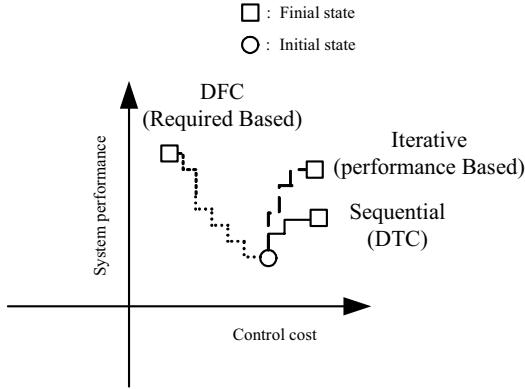 : Finial state
: Initial state
DFC
(Required Based)
Iterative
(performance Based)
Sequential
(DTC)
System performance
Control cost